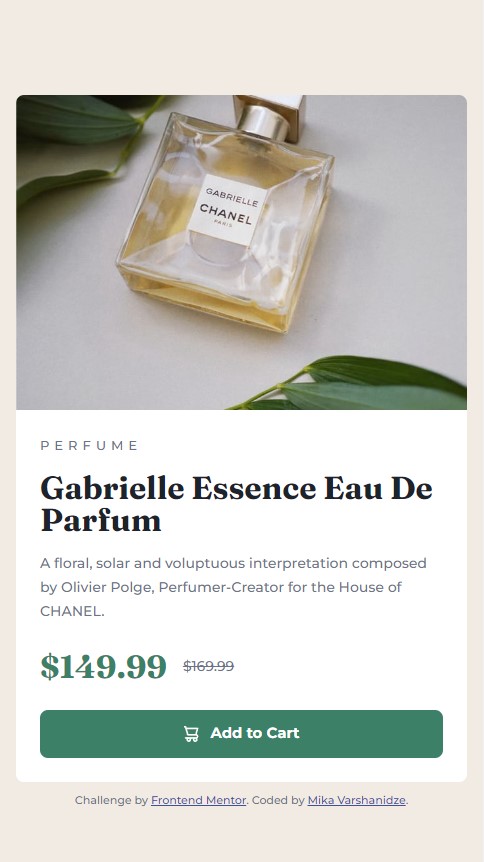 GABRIELLE
CHANEL
PARIS
PERFUME
Gabrielle Essence Eau De
Parfum
A floral, solar and voluptuous interpretation composed
by Olivier Polge, Perfumer-Creator for the House of
CHANEL.
$149.99 $169.99
Add to Cart
Challenge by Frontend Mentor. Coded by Mika Varshanidze.